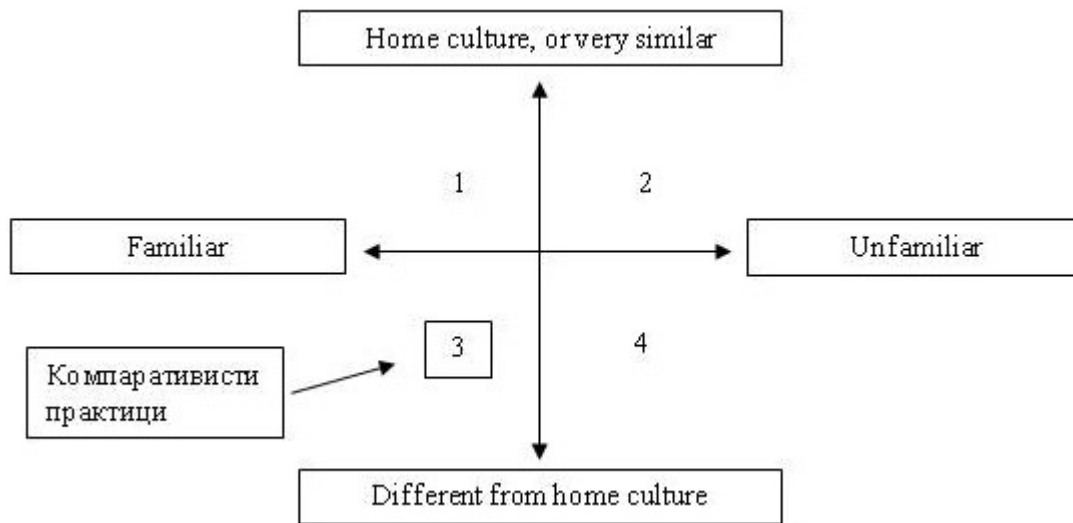 Home culture, or very similar
1
2
Familiar
Unfamiliar
3
4
Компаративисти
практици
Different from home culture